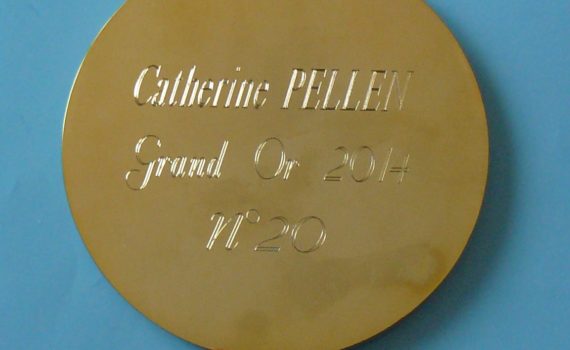 Catherine PELLEN
Grand Or 2014
N° 20